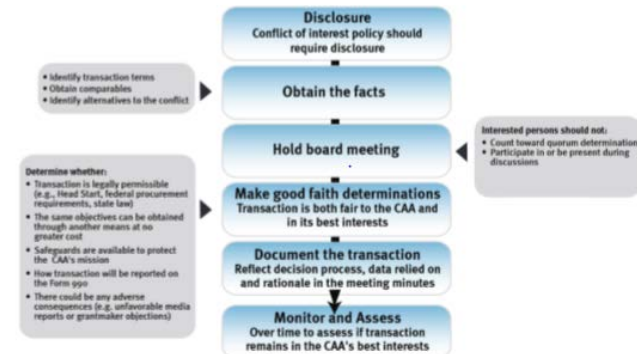 Disclosure
Conflict of interest policy should
require disclosure
• Identify transaction terms
• Obtain comparables
• Identify alternatives to the conflict
Obtain the facts
Hold board meeting
Interested persons should not:
• Count toward quorum determination
• Participate in or be present during
discussions
Determine whether:
• Transaction is legally permissible
(e.g., Head Start, federal procurement
requirements, state law)
• The same objectives can be obtained
through another means at no
greater cost
• Safeguards are available to protect
the CAA's mission
• How transaction will be reported on
the Form 990
• There could be any adverse
consequences (e.g. unfavorable media
reports or grantmaker objections)
Make good faith determinations
Transaction is both fair to the CAA and
in its best interests
Document the transaction
Reflect decision process, data relied on
and rationale in the meeting minutes
Monitor and Assess
Over time to assess if transaction
remains in the CAA's best interests